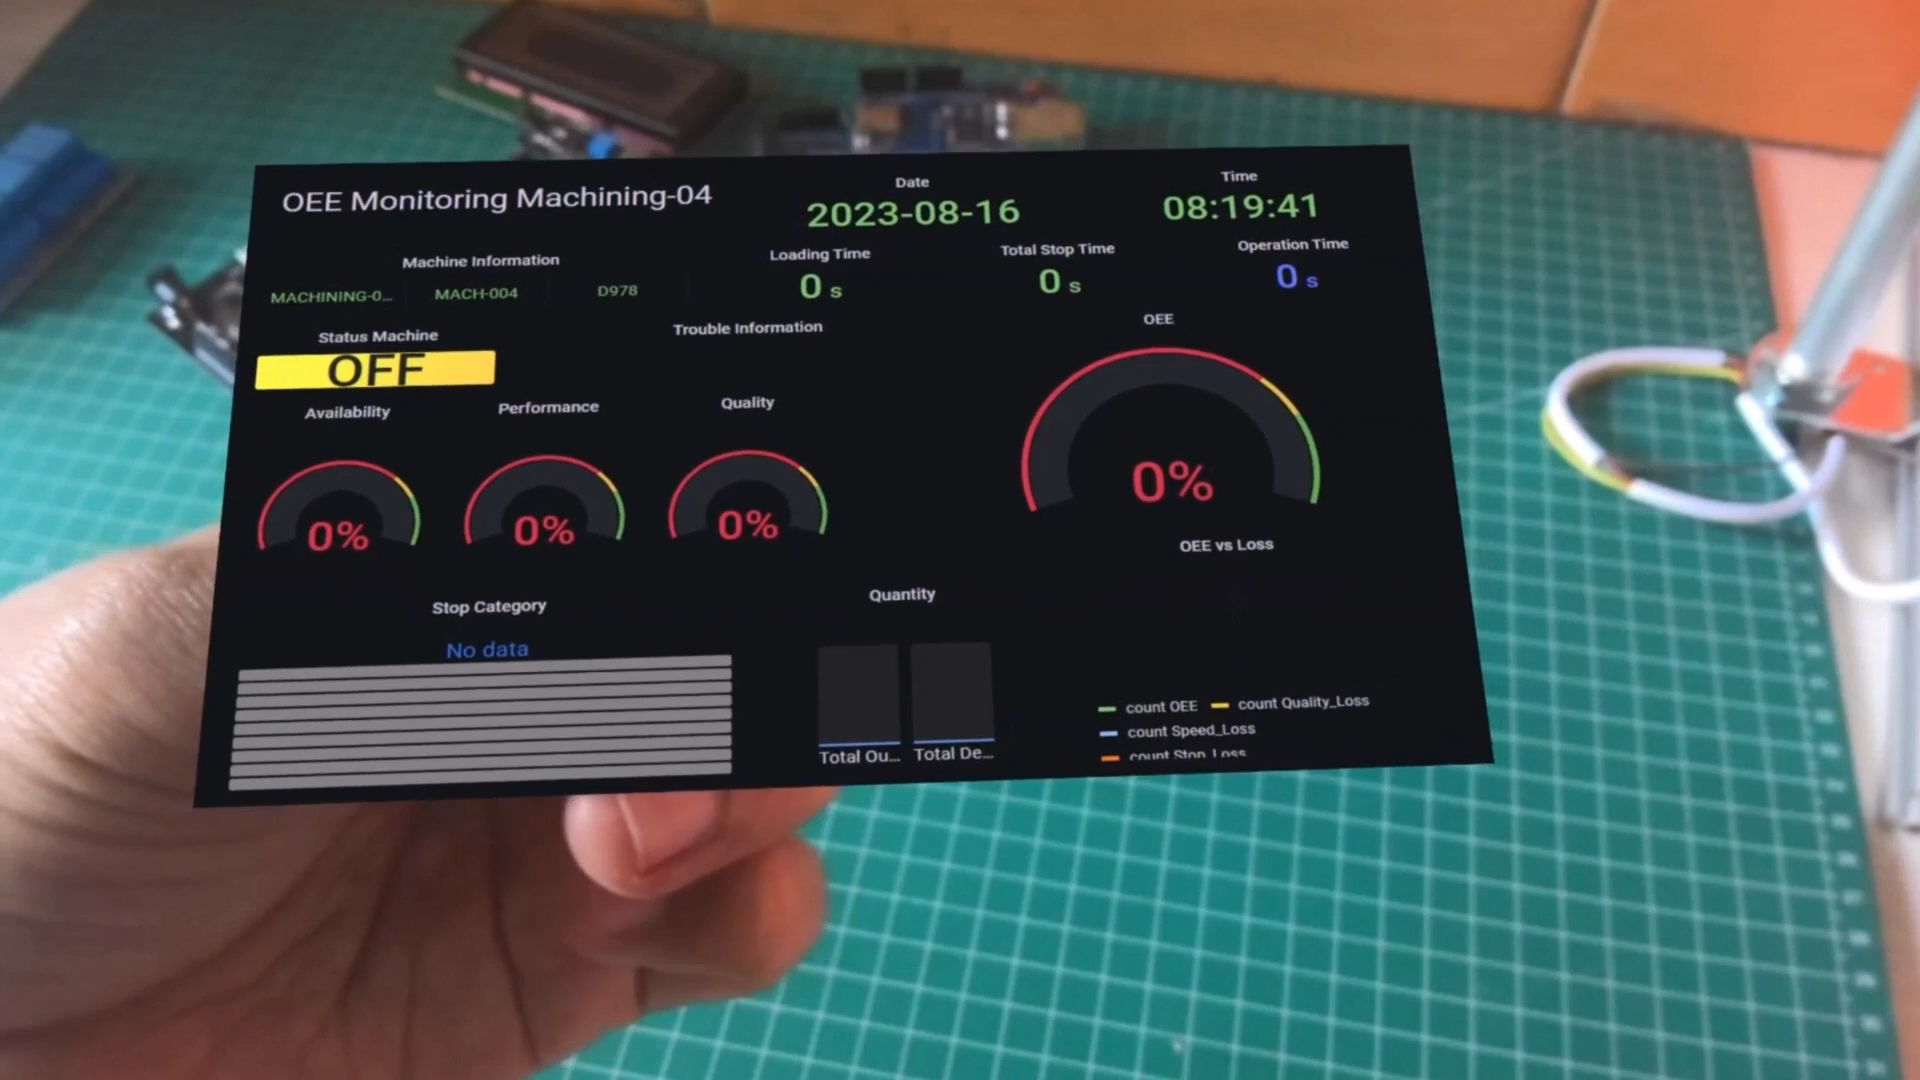 OEE Monitoring Machining-04
Date
2023-08-16
Time
08:19:41
Machine Information
MACHINING-0...
MACH-004
D978
Loading Time
0 s
Total Stop Time
0 s
Operation Time
0 s
Status Machine
OFF
Trouble Information
OEE
0%
Availability
0%
Performance
0%
Quality
0%
OEE vs Loss
Stop Category
No data
Quantity
Total Ou...
Total De...
count OEE
count Quality_Loss
count Speed_Loss
count Stop_Loss